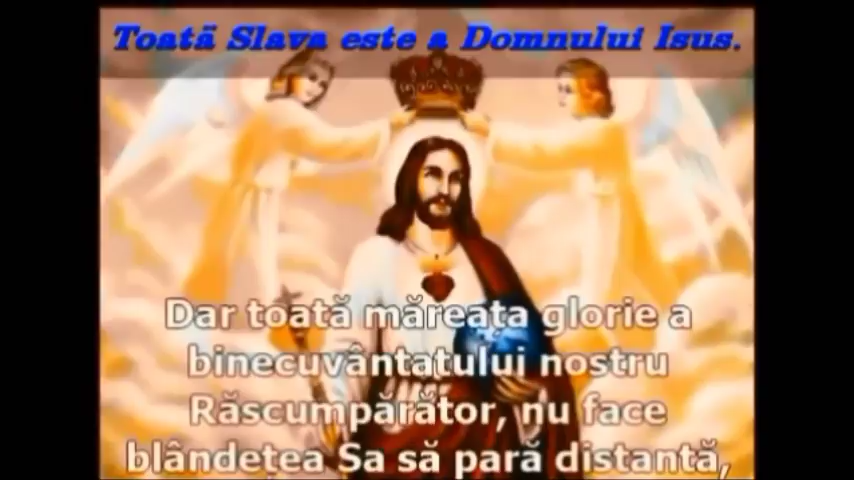 Toată Slava este a Domnului Isus.
Dar toată măreața glorie a
binecuvântatului nostru
Răscumpărător, nu face
blândețea Sa să pară distantă,